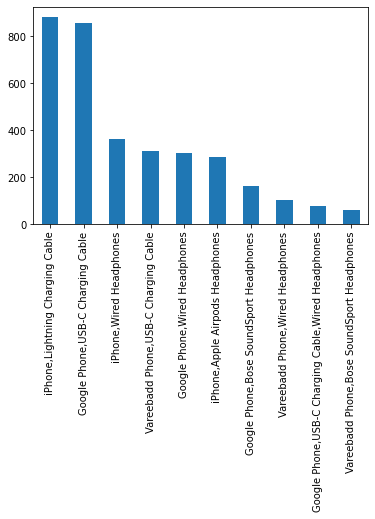 800
600
400
200
0
iPhone,Lightning Charging Cable
Google Phone,USB-C Charging Cable
iPhone,Wired Headphones
Vareebadd Phone,USB-C Charging Cable
Google Phone,Wired Headphones
iPhone,Apple Airpods Headphones
Google Phone,Bose SoundSport Headphones
Vareebadd Phone,Wired Headphones
Google Phone,USB-C Charging Cable,Wired Headphones
Vareebadd Phone,Bose SoundSport Headphones